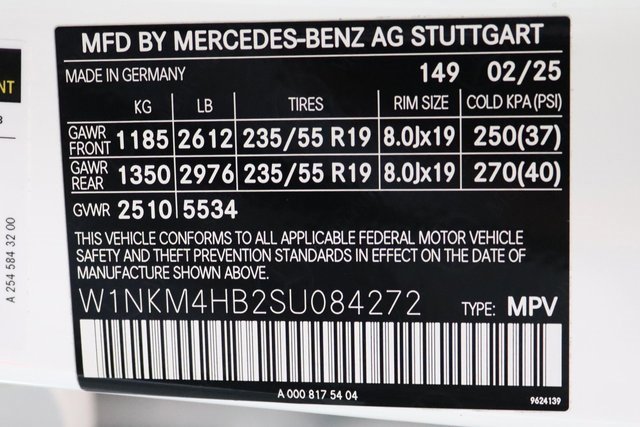 MFD BY MERCEDES-BENZ AG STUTTGART
MADE IN GERMANY 149 02/25
KG LB TIRES RIM SIZE COLD KPA(PSI)
GAWR FRONT 1185 2612 235/55 R19 8.0Jx19 250(37)
GAWR REAR 1350 2976 235/55 R19 8.0Jx19 270(40)
GVWR 2510 5534
THIS VEHICLE CONFORMS TO ALL APPLICABLE FEDERAL MOTOR VEHICLE
SAFETY AND THEFT PREVENTION STANDARDS IN EFFECT ON THE DATE OF
MANUFACTURE SHOWN ABOVE.
W1NKM4HB2SU084272 TYPE: MPV
A 000 817 54 04
9624139
A 254 584 32 00
NT